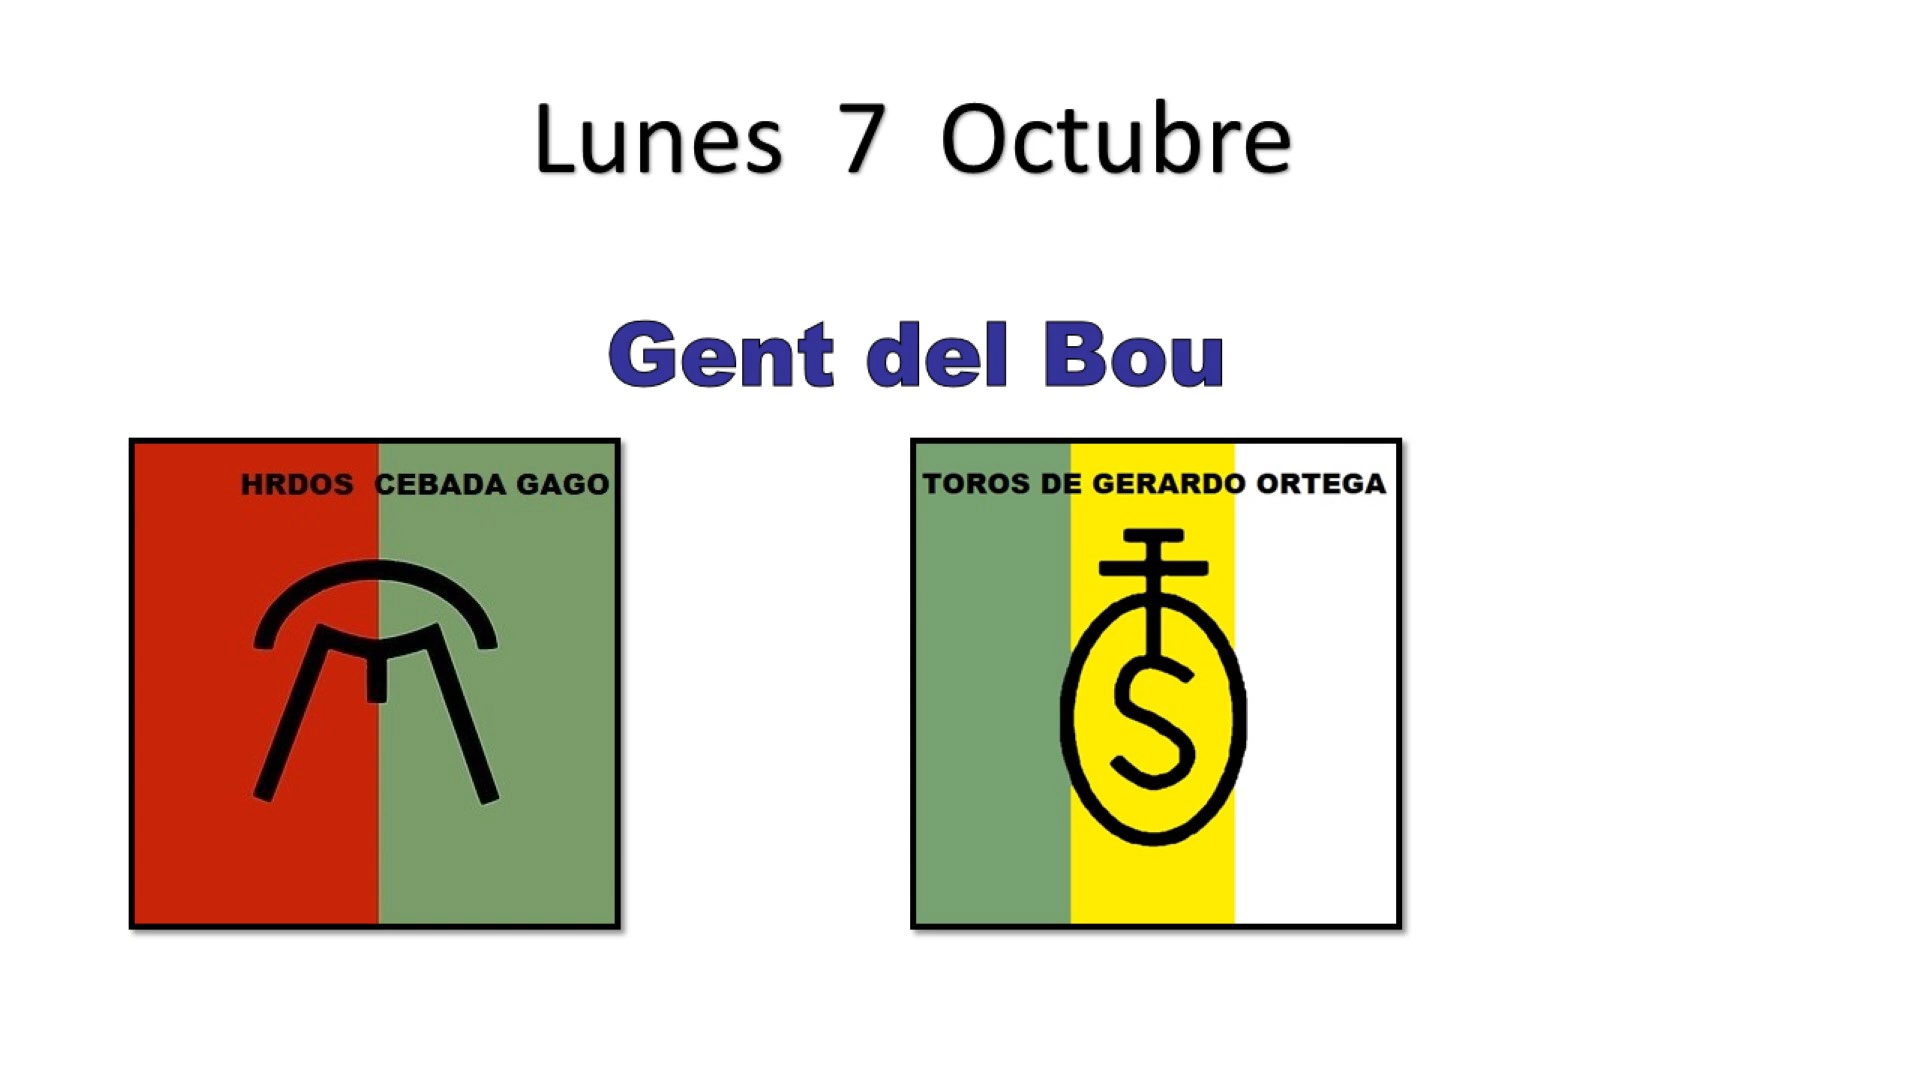 Lunes 7 Octubre
Gent del Bou
HRDOS CEBADA GAGO
TOROS DE GERARDO ORTEGA
S